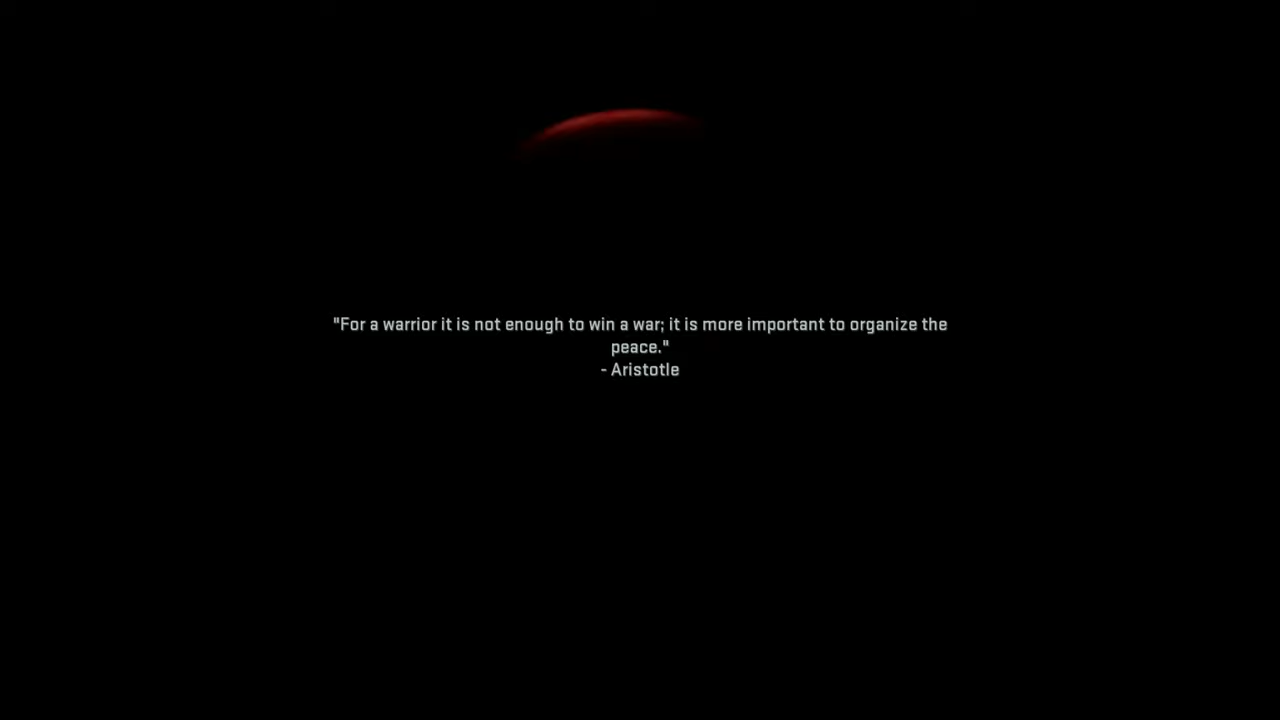 "For a warrior it is not enough to win a war; it is more important to organize the
peace."
- Aristotle